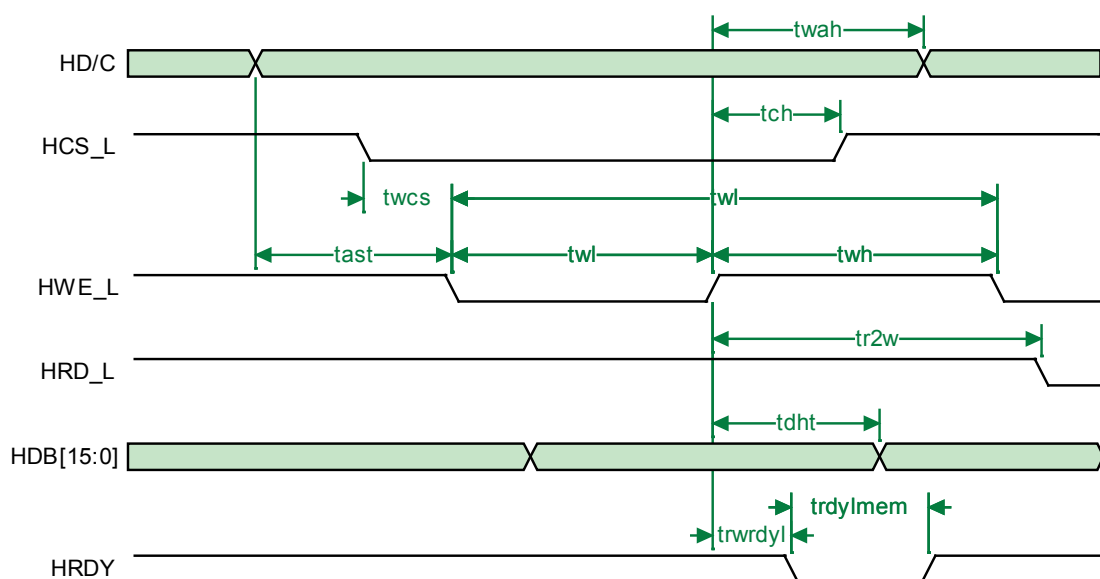 twah
HD/C
tch
HCS_L
twcs
twl
tast
twl
twh
HWE_L
tr2w
HRD_L
tdht
HDB[15:0]
trdylmem
trwrdyl
HRDY